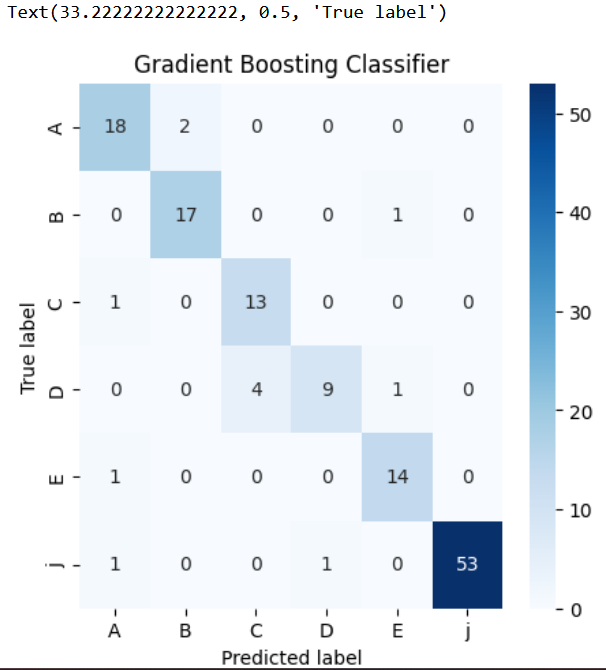 Text(33.22222222222222, 0.5, 'True label')
Gradient Boosting Classifier
A 18 2 0 0 0 0
50
B 0 17 0 0 1 0
40
C 1 0 13 0 0 0
30
True label
D 0 0 4 9 1 0
20
E 1 0 0 0 14 0
10
j 1 0 0 1 0 53
0
A B C D E j
Predicted label